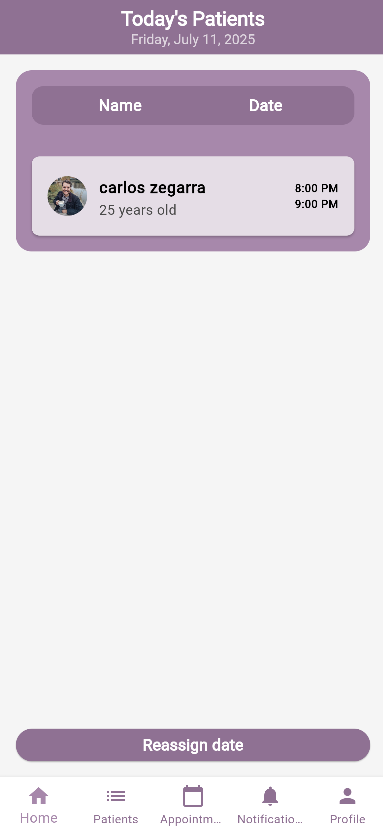 Today's Patients
Friday, July 11, 2025
Name Date
carlos zegarra
25 years old
8:00 PM
9:00 PM
Reassign date
Home Patients Appointm... Notificatio... Profile